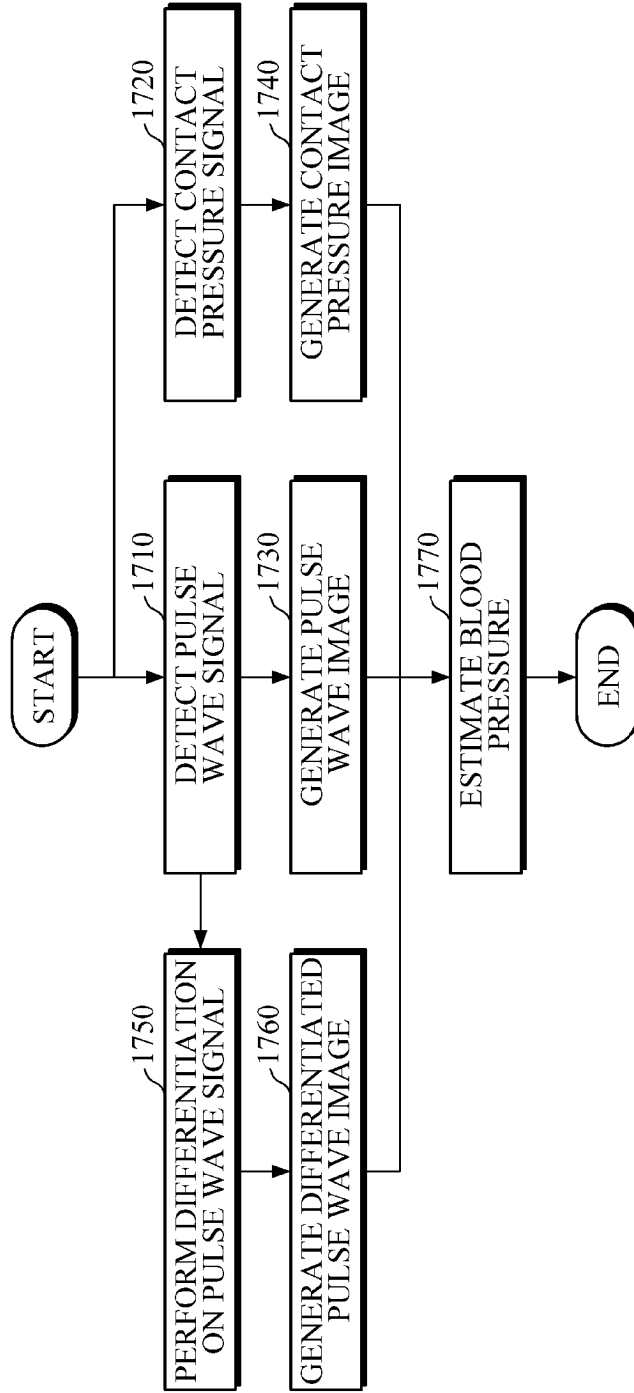 START
1750
PERFORM DIFFERENTIATION
ON PULSE WAVE SIGNAL
1710
DETECT PULSE
WAVE SIGNAL
1720
DETECT CONTACT
PRESSURE SIGNAL
1760
GENERATE DIFFERENTIATED
PULSE WAVE IMAGE
1730
GENERATE PULSE
WAVE IMAGE
1740
GENERATE CONTACT
PRESSURE IMAGE
1770
ESTIMATE BLOOD
PRESSURE
END